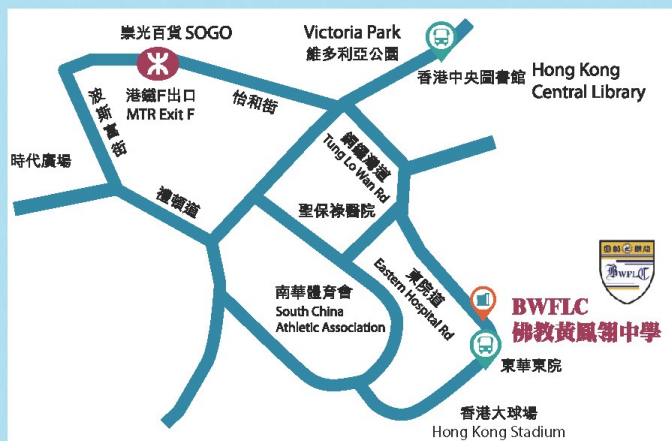 崇光百貨 SOGO
Victoria Park
維多利亞公園
香港中央圖書館
Hong Kong
Central Library
港鐵F出口
MTR Exit F
怡和街
波斯富街
時代廣場
禮頓道
銅鑼灣道
Tung Lo Wan Rd
聖保祿醫院
東院道
Eastern Hospital Rd
南華體育會
South China
Athletic Association
BWFLC
BWFLC
佛教黃鳳翎中學
東華東院
香港大球場
Hong Kong Stadium